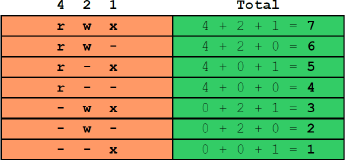 4 2 1 Total
r w x 4 + 2 + 1 = 7
r w - 4 + 2 + 0 = 6
r - x 4 + 0 + 1 = 5
r - - 4 + 0 + 0 = 4
- w x 0 + 2 + 1 = 3
- w - 0 + 2 + 0 = 2
- - x 0 + 0 + 1 = 1